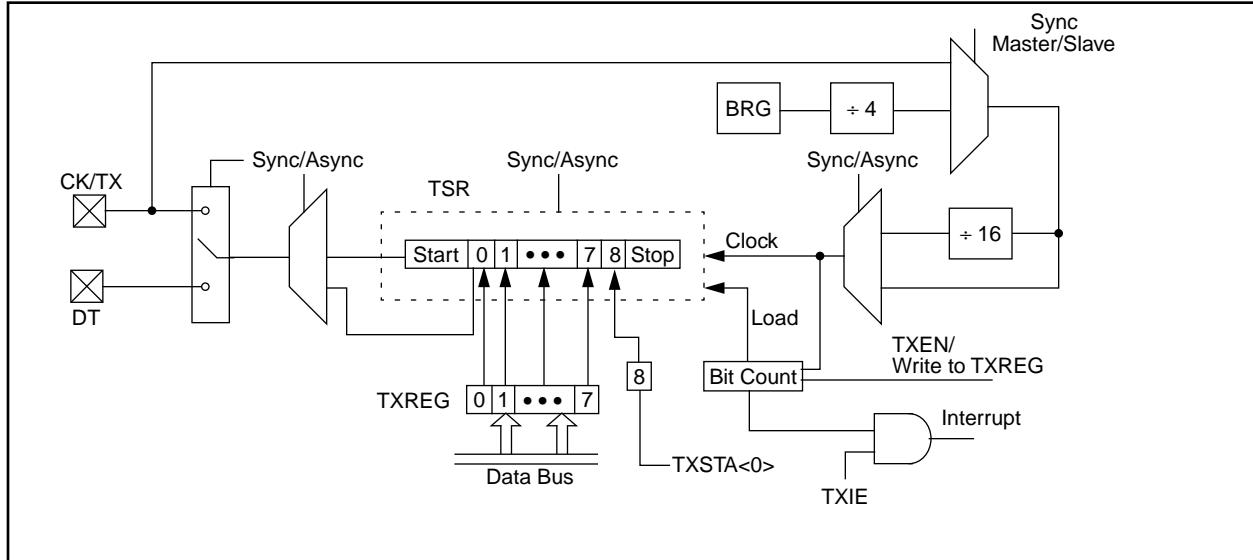 Sync
Master/Slave
BRG
÷ 4
Sync/Async
Sync/Async
Sync/Async
CK/TX
TSR
÷ 16
Start 0 1 ••• 7 8 Stop
Clock
DT
Load
TXEN/
Write to TXREG
8
Bit Count
TXREG
0 1 ••• 7
Interrupt
TXSTA<0>
Data Bus
TXIE